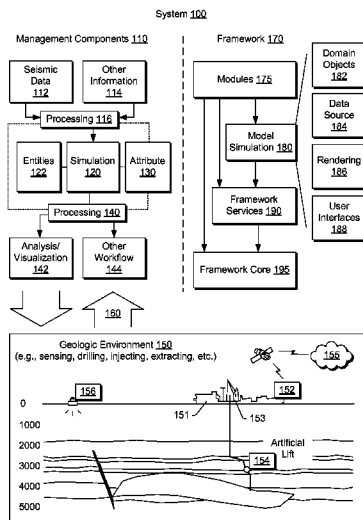 System 100
Management Components 110
Seismic Data 112
Other Information 114
Processing 116
Entities 122
Simulation 120
Attribute 130
Processing 140
Analysis/ Visualization 142
Other Workflow 144
160
Framework 170
Modules 175
Model Simulation 180
Framework Services 190
Framework Core 195
Domain Objects 182
Data Source 184
Rendering 186
User Interfaces 188
Geologic Environment 150
(e.g., sensing, drilling, injecting, extracting, etc.)
155
156
152
0
151
153
1000
Artificial Lift
2000
154
3000
4000
5000